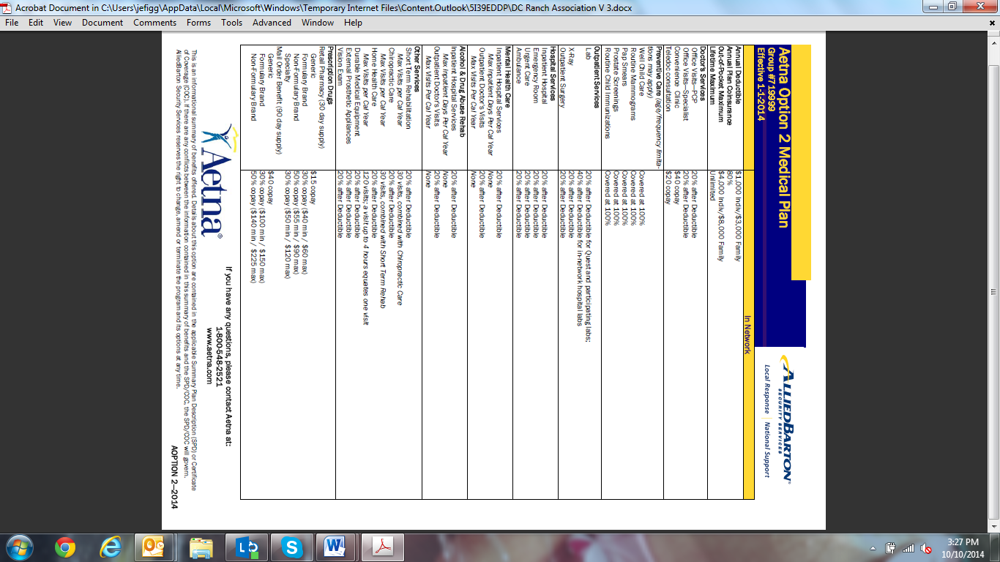 Acrobat Document in C:\Users\jefigg\AppData\Local\Microsoft\Windows\Temporary Internet Files\Content.Outlook\5I39EDDP\DC Ranch Association V 3.docx
File Edit View Document Comments Forms Tools Advanced Window Help
Aetna Option 2 Medical Plan
Group #719999
Effective 1-1-2014
ALLIEDBARTON
SECURITY SERVICES
Local Response National Support
In Network
Annual Deductible $1,000 Indiv/$3,000 Family
Annual Plan Coinsurance 80%
Out-of-Pocket Maximum $4,000 Indiv/$8,000 Family
Lifetime Maximum Unlimited
Doctor's Services
Office Visits—PCP 20% after Deductible
Office Visits—Specialist 20% after Deductible
Convenience Clinic $40 copay
Teledoc consultation $20 copay
Preventive Care (age/frequency limita-
tions may apply)
Well Child Care Covered at 100%
Routine Mammograms Covered at 100%
Pap Smears Covered at 100%
Prostate Screenings Covered at 100%
Routine Child Immunizations Covered at 100%
Outpatient Services
Lab 20% after Deductible for Quest and participating labs;
40% after Deductible for in-network hospital labs
X-Ray 20% after Deductible
Outpatient Surgery 20% after Deductible
Hospital Services
Inpatient Hospital 20% after Deductible
Emergency Room 20% after Deductible
Urgent Care 20% after Deductible
Ambulance 20% after Deductible
Mental Health Care
Inpatient Hospital Services 20% after Deductible
Max Inpatient Days Per Cal Year None
Outpatient Doctor's Visits 20% after Deductible
Max Visits Per Cal Year None
Alcohol & Drug Abuse Rehab
Inpatient Hospital Services 20% after Deductible
Max Inpatient Days Per Cal Year None
Outpatient Doctor's Visits 20% after Deductible
Max Visits Per Cal Year None
Other Services
Short Term Rehabilitation 20% after Deductible
Max Visits per Cal Year 30 visits, combined with Chiropractic Care
Chiropractic Care 20% after Deductible
Max Visits per Cal Year 30 visits, combined with Short Term Rehab
Home Health Care 20% after Deductible
Max Visits per Cal Year 120 visits; a visit up to 4 hours equates one visit
Durable Medical Equipment 20% after Deductible
External Prosthetic Appliances 20% after Deductible
Vision Exam 20% after Deductible
Prescription Drugs
Retail Pharmacy (30 day supply)
Generic $15 copay
Formulary Brand 30% copay ($40 min / $60 max)
Non-Formulary Brand 50% copay ($55 min / $90 max)
Specialty 30% copay ($50 min / $120 max)
Mail Order Benefit (90 day supply)
Generic $40 copay
Formulary Brand 30% copay ($100 min / $150 max)
Non-Formulary Brand 50% copay ($140 min / $225 max)
Aetna®
If you have any questions, please contact Aetna at:
1-800-548-2521
www.aetna.com
This is an informational summary of benefits offered. Details about this option are contained in the applicable Summary Plan Description (SPD) or Certificate
of Coverage (COC). If there are any conflicts between the information contained in this summary of benefits and the SPD/COC, the SPD/COC will govern.
AlliedBarton Security Services reserves the right to change, amend or terminate the program and its options at any time.
AOPTION 2—2014
3:27 PM
10/10/2014